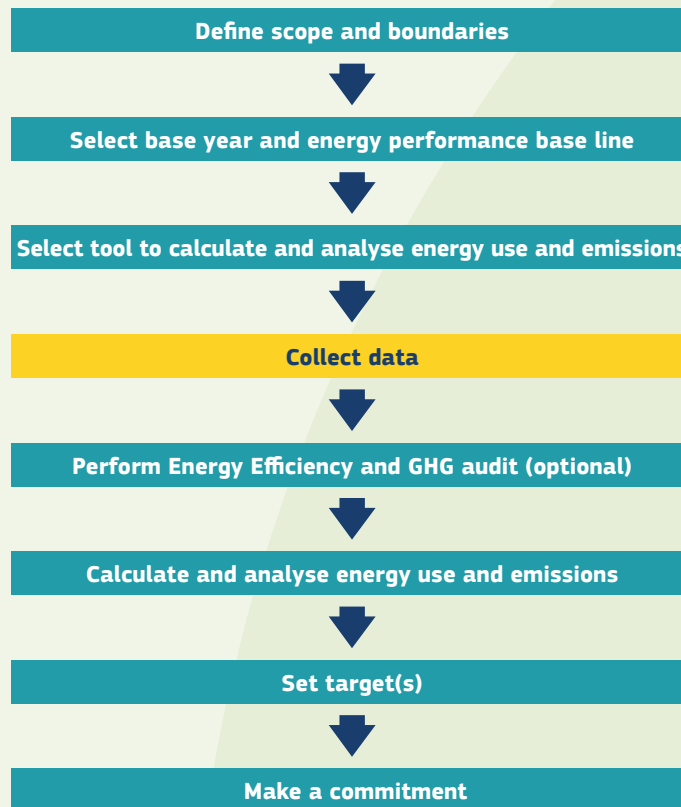 Define scope and boundaries
Select base year and energy performance base line
Select tool to calculate and analyse energy use and emissions
Collect data
Perform Energy Efficiency and GHG audit (optional)
Calculate and analyse energy use and emissions
Set target(s)
Make a commitment